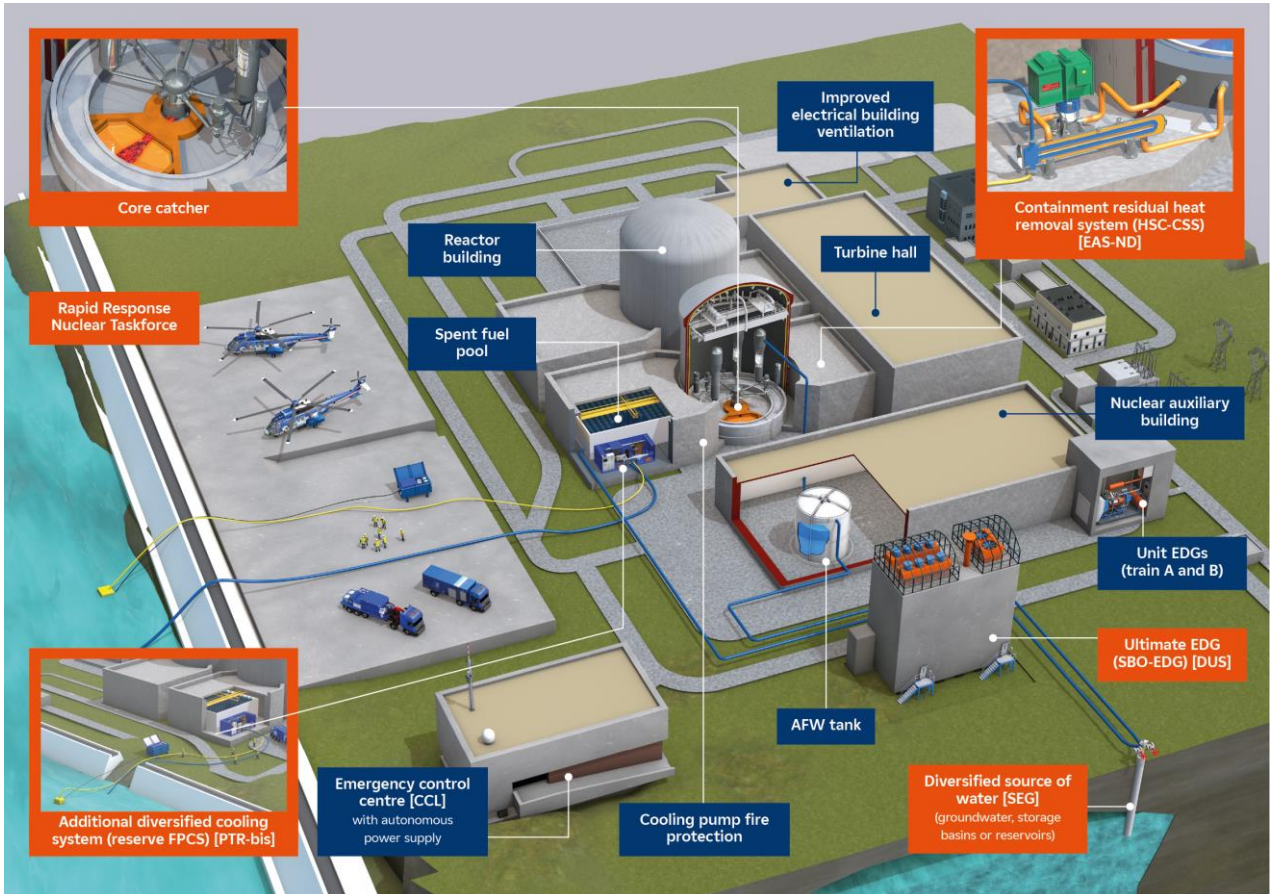 Core catcher
Improved
electrical building
ventilation
Containment residual heat
removal system (HSC-CSS)
[EAS-ND]
Reactor
building
Turbine hall
Rapid Response
Nuclear Taskforce
Spent fuel
pool
Nuclear auxiliary
building
Unit EDGs
(train A and B)
Ultimate EDG
(SBO-EDG) [DUS]
AFW tank
Additional diversified cooling
system (reserve FPCS) [PTR-bis]
Emergency control
centre [CCL]
with autonomous
power supply
Cooling pump fire
protection
Diversified source of
water [SEG]
(groundwater, storage
basins or reservoirs)